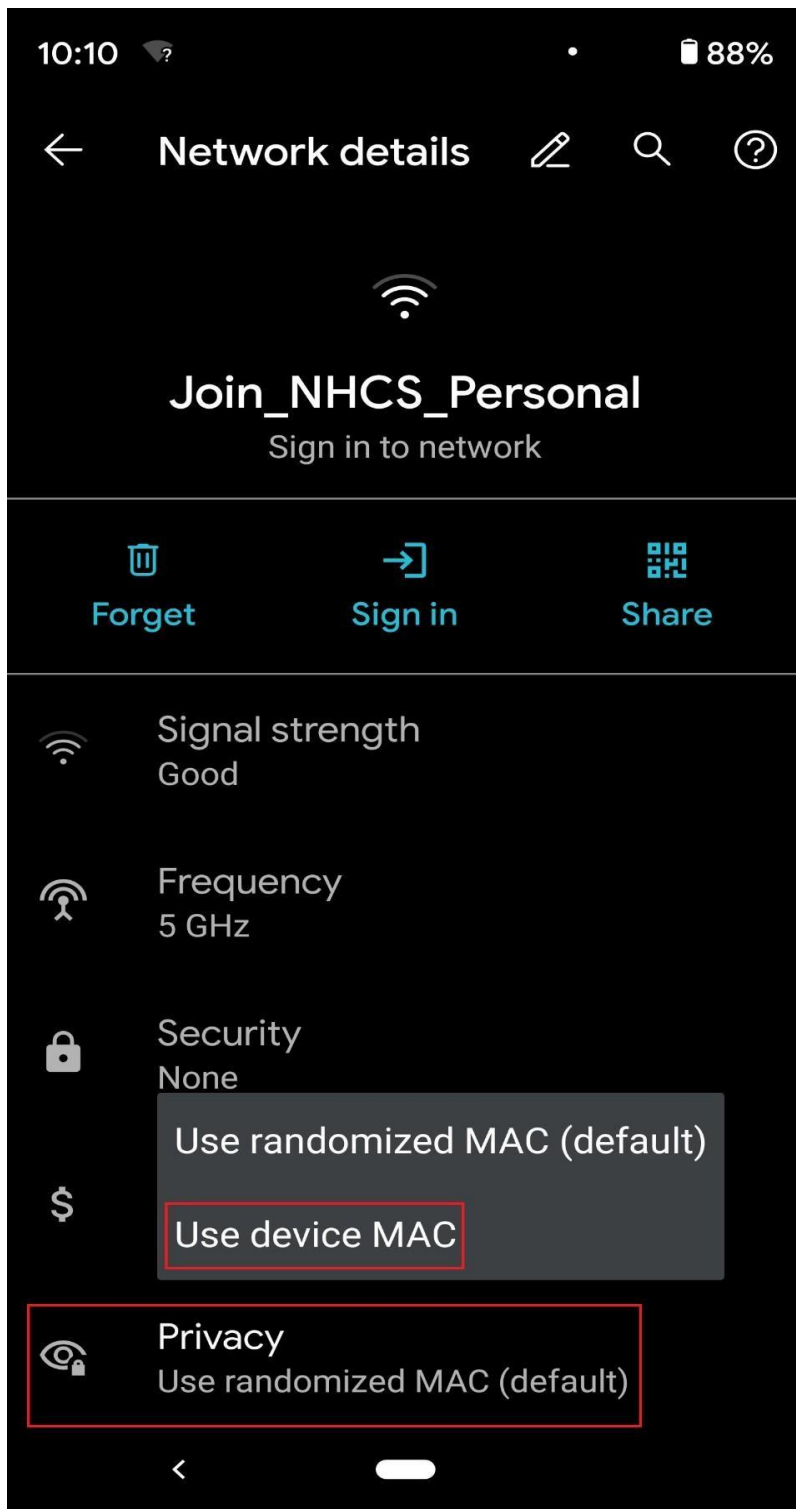 10:10 ? 88%
Network details ?
Join_NHCS_Personal
Sign in to network
Forget Sign in Share
Signal strength
Good
Frequency
5 GHz
Security
None
Use randomized MAC (default)
$
Use device MAC
Privacy
Use randomized MAC (default)